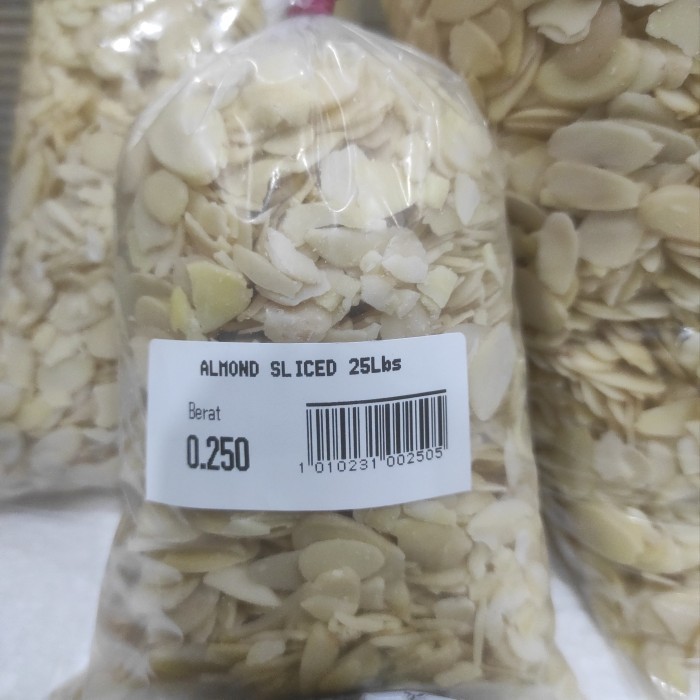 ALMOND SLICED 25Lbs
Berat
0.250
1 010231 002505